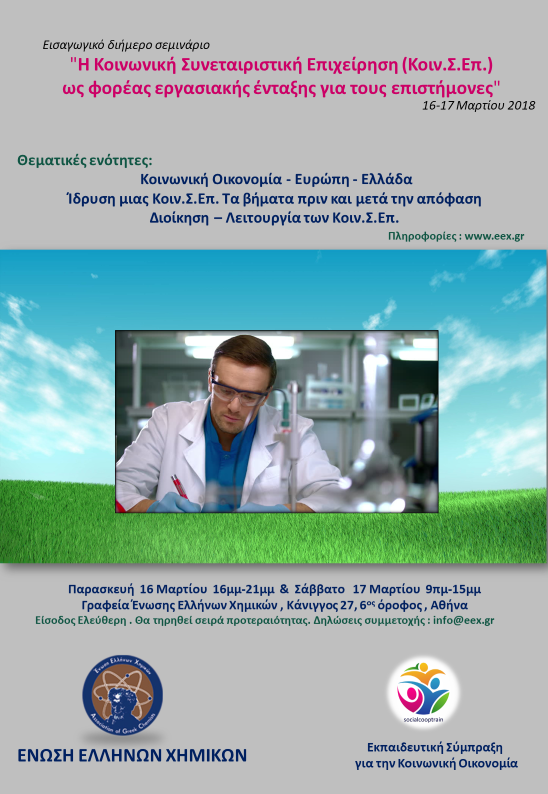 Εισαγωγικό διήμερο σεμινάριο
"Η Κοινωνική Συνεταιριστική Επιχείρηση (Κοιν.Σ.Επ.)
ως φορέας εργασιακής ένταξης για τους επιστήμονες"
16-17 Μαρτίου 2018
Θεματικές ενότητες:
Κοινωνική Οικονομία - Ευρώπη - Ελλάδα
Ίδρυση μιας Κοιν.Σ.Επ. Τα βήματα πριν και μετά την απόφαση
Διοίκηση – Λειτουργία των Κοιν.Σ.Επ.
Πληροφορίες : www.eex.gr
Παρασκευή 16 Μαρτίου 16μμ-21μμ & Σάββατο 17 Μαρτίου 9πμ-15μμ
Γραφεία Ένωσης Ελλήνων Χημικών , Κάνιγγος 27, 6ος όροφος , Αθήνα
Είσοδος Ελεύθερη . Θα τηρηθεί σειρά προτεραιότητας. Δηλώσεις συμμετοχής : info@eex.gr
Ένωση Ελλήνων Χημικών
Association of Greek Chemists
socialcooptrain
ΕΝΩΣΗ ΕΛΛΗΝΩΝ ΧΗΜΙΚΩΝ
Εκπαιδευτική Σύμπραξη
για την Κοινωνική Οικονομία